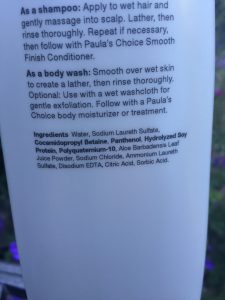 As a shampoo: Apply to wet hair and
gently massage into scalp. Lather, then
rinse thoroughly. Repeat if necessary,
then follow with Paula's Choice Smooth
Finish Conditioner.
As a body wash: Smooth over wet skin
to create a lather, then rinse thoroughly.
Optional: Use with a wet washcloth for
gentle exfoliation. Follow with a Paula's
Choice body moisturizer or treatment.
Ingredients Water, Sodium Laureth Sulfate,
Cocamidopropyl Betaine, Panthenol, Hydrolyzed Soy
Protein, Polyquaternium-10, Aloe Barbadensis Leaf
Juice Powder, Sodium Chloride, Ammonium Laureth
Sulfate, Disodium EDTA, Citric Acid, Sorbic Acid.